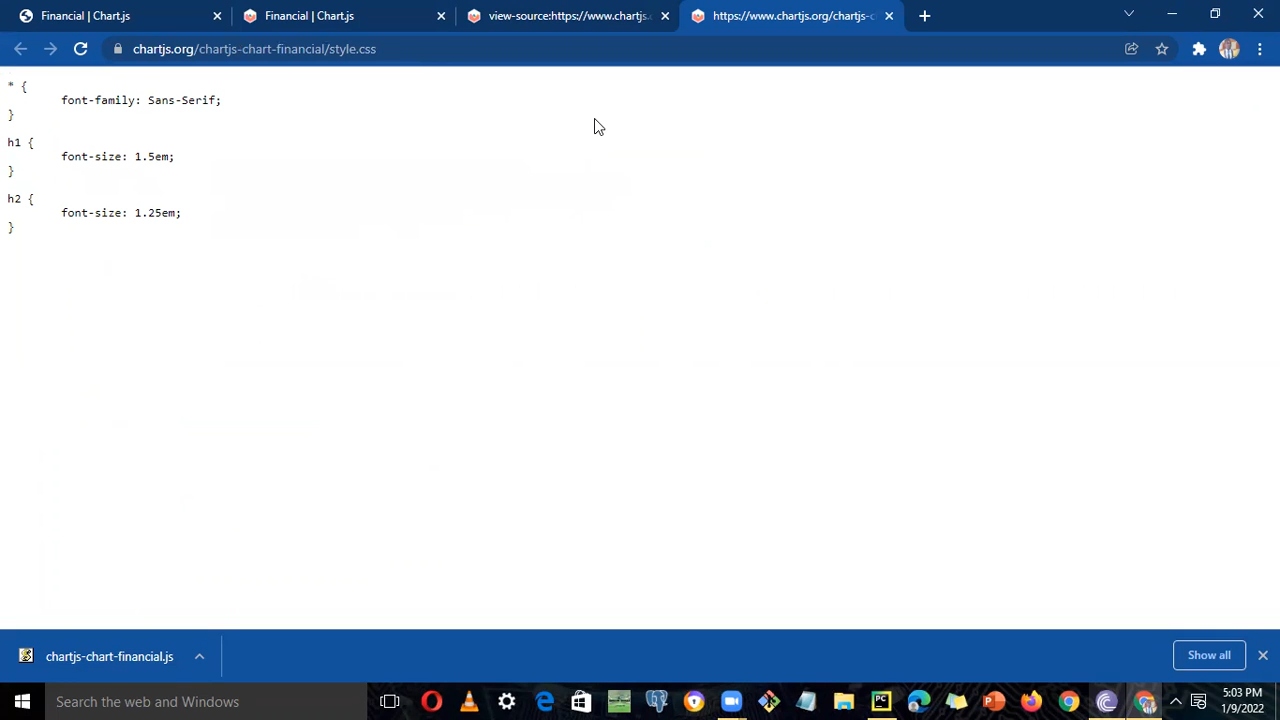 Financial | Chart.js
Financial | Chart.js
view-source:https://www.chartjs.
https://www.chartjs.org/chartjs-c
chartjs.org/chartjs-chart-financial/style.css
* {
font-family: Sans-Serif;
}
h1 {
font-size: 1.5em;
}
h2 {
font-size: 1.25em;
}
chartjs-chart-financial.js
Show all
Search the web and Windows
PC
5:03 PM
1/9/2022